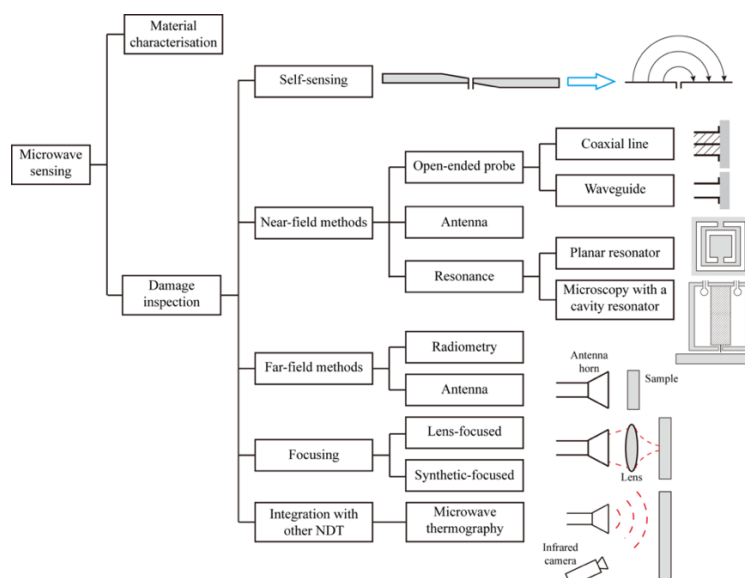 Material
characterisation
Self-sensing
Coaxial line
Open-ended probe
Waveguide
Microwave
sensing
Near-field methods
Antenna
Planar resonator
Resonance
Damage
inspection
Microscopy with a
cavity resonator
Radiometry
Antenna
horn
Far-field methods
Sample
Antenna
Lens-focused
Focusing
Synthetic-focused
Lens
Integration with
other NDT
Microwave
thermography
Infrared
camera